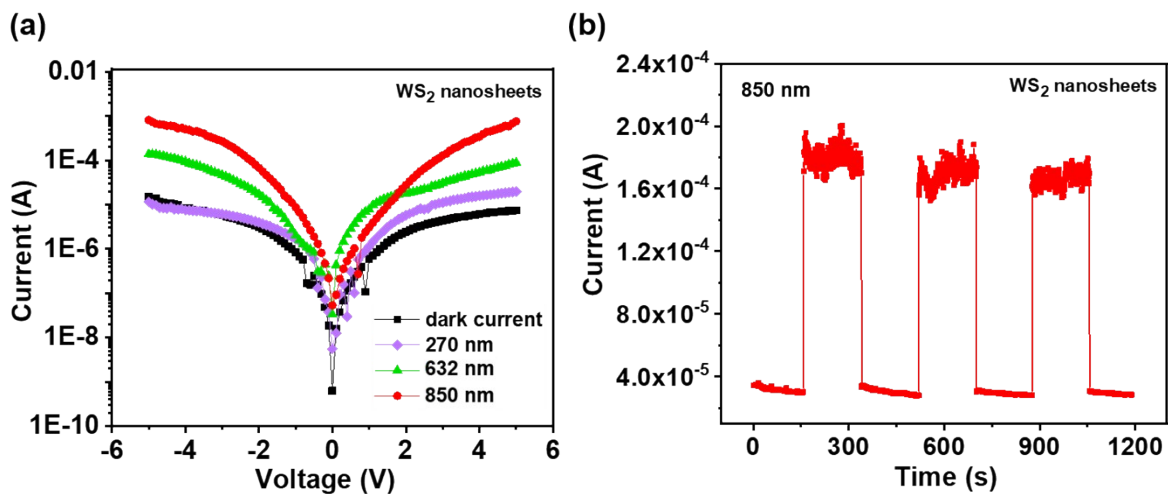 (a)
0.01
1E-4
1E-6
1E-8
1E-10
Current (A)
WS2 nanosheets
dark current
270 nm
632 nm
850 nm
-6 -4 -2 0 2 4 6
Voltage (V)
(b)
2.4x10-4
2.0x10-4
1.6x10-4
1.2x10-4
8.0x10-5
4.0x10-5
Current (A)
850 nm
WS2 nanosheets
0 300 600 900 1200
Time (s)